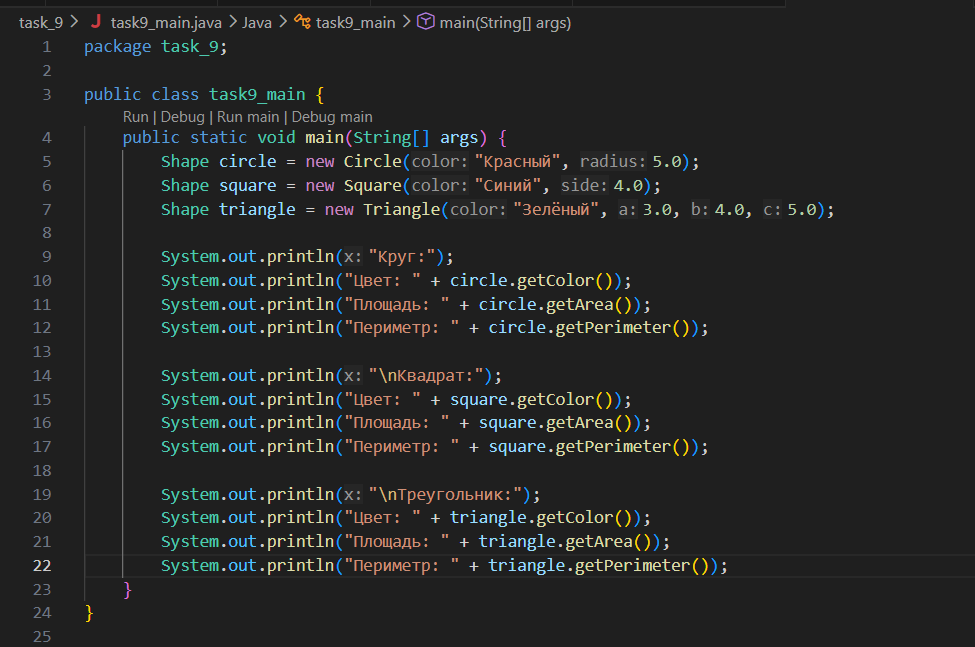 task_9 > J task9_main.java > Java > task9_main > main(String[] args)
1 package task_9;
2
3 public class task9_main {
Run | Debug | Run main | Debug main
4 public static void main(String[] args) {
5 Shape circle = new Circle(color: "Красный", radius: 5.0);
6 Shape square = new Square(color: "Синий", side: 4.0);
7 Shape triangle = new Triangle(color: "Зелёный", a: 3.0, b: 4.0, c: 5.0);
8
9 System.out.println(x: "Круг:");
10 System.out.println("Цвет: " + circle.getColor());
11 System.out.println("Площадь: " + circle.getArea());
12 System.out.println("Периметр: " + circle.getPerimeter());
13
14 System.out.println(x: "\nКвадрат:");
15 System.out.println("Цвет: " + square.getColor());
16 System.out.println("Площадь: " + square.getArea());
17 System.out.println("Периметр: " + square.getPerimeter());
18
19 System.out.println(x: "\nТреугольник:");
20 System.out.println("Цвет: " + triangle.getColor());
21 System.out.println("Площадь: " + triangle.getArea());
22 System.out.println("Периметр: " + triangle.getPerimeter());
23 }
24 }
25